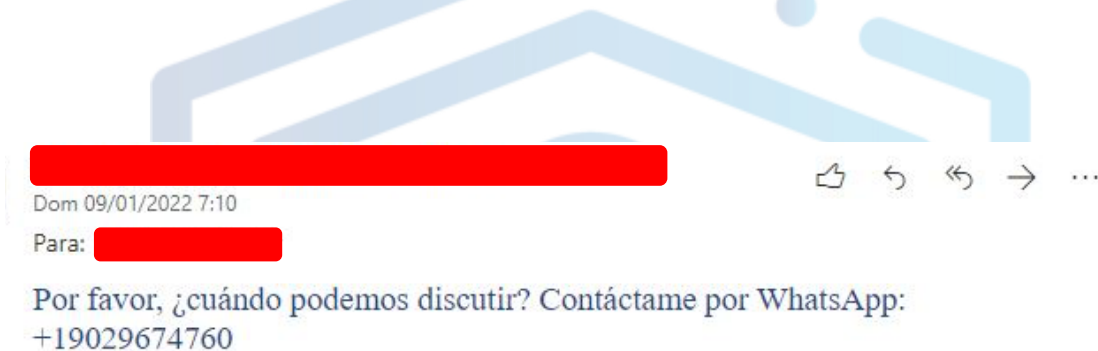 Dom 09/01/2022 7:10
Para:
Por favor, ¿cuándo podemos discutir? Contáctame por WhatsApp:
+19029674760